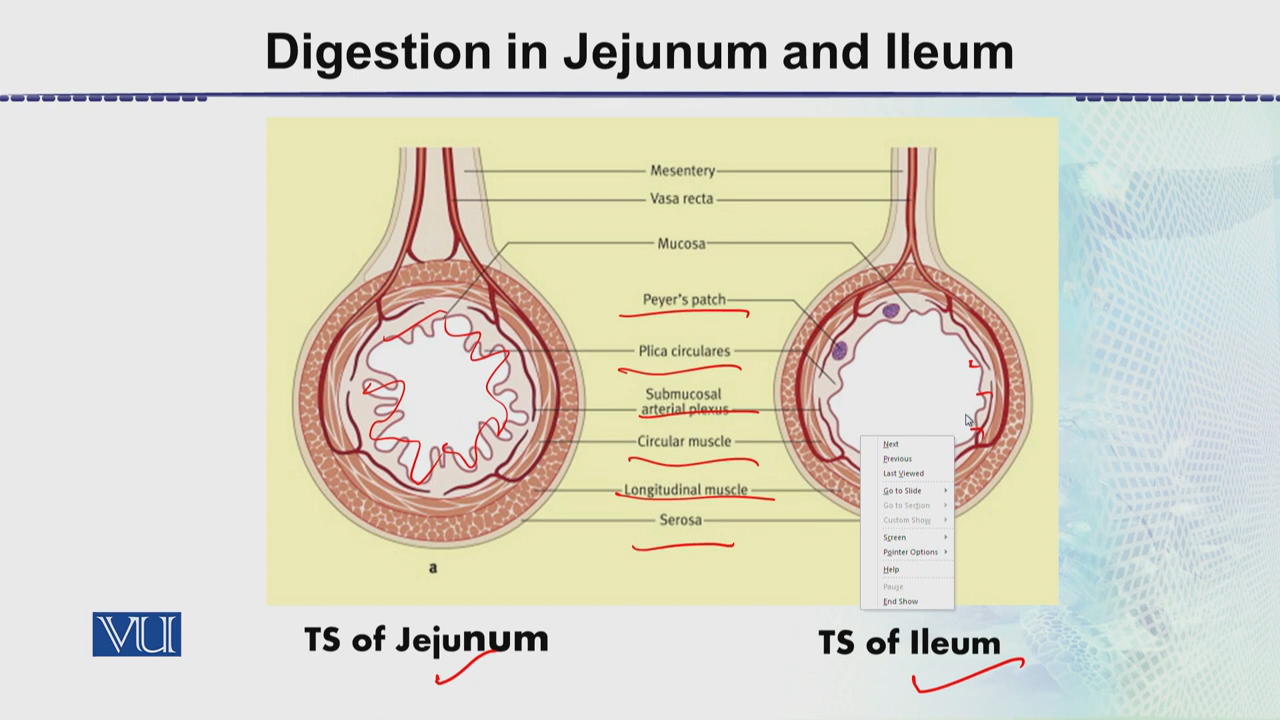 Digestion in Jejunum and Ileum
Mesentery
Vasa recta
Mucosa
Peyer's patch
Plica circulares
Submucosal
arterial plexus
Circular muscle
Longitudinal muscle
Serosa
a
Next
Previous
Last Viewed
Go to Slide
Go to Section
Custom Show
Screen
Pointer Options
Help
Pause
End Show
VU
TS of Jejunum
TS of Ileum